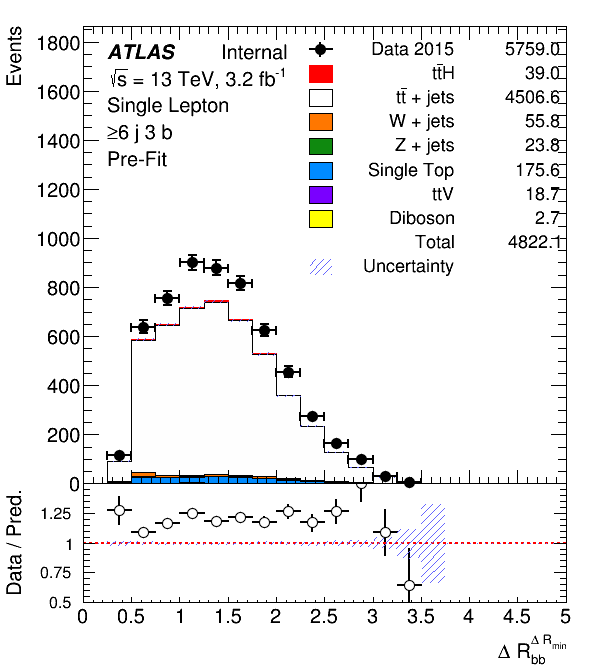 Events
1800
1600
1400
1200
1000
800
600
400
200
0
ATLAS Internal
√s = 13 TeV, 3.2 fb⁻¹
Single Lepton
≥6 j 3 b
Pre-Fit
Data 2015 5759.0
tt̄H 39.0
tt̄ + jets 4506.6
W + jets 55.8
Z + jets 23.8
Single Top 175.6
ttV 18.7
Diboson 2.7
Total 4822.1
Uncertainty
Data / Pred.
1.25
1
0.75
0.5
0 0.5 1 1.5 2 2.5 3 3.5 4 4.5 5
Δ R_bb^Δ R_min